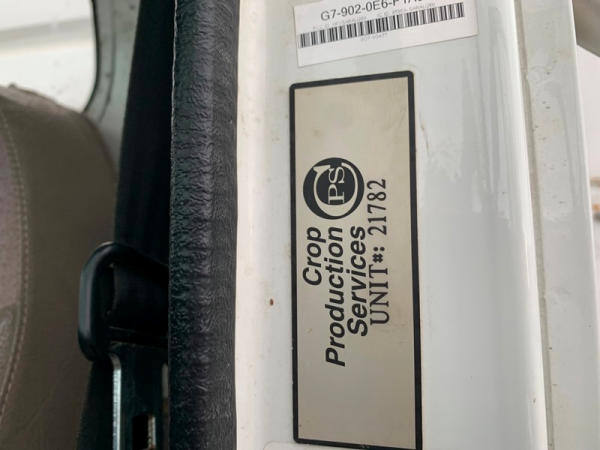 G7-902-0E6-F
CPS
Crop
Production
Services
UNIT#: 21782